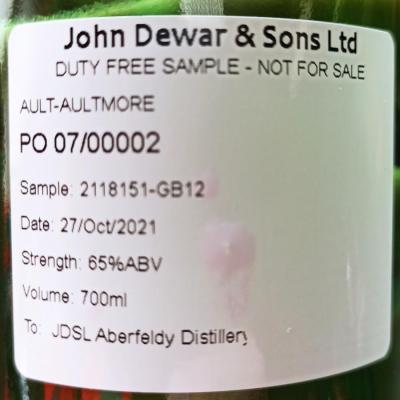 John Dewar & Sons Ltd
DUTY FREE SAMPLE - NOT FOR SALE
AULT-AULTMORE
PO 07/00002
Sample: 2118151-GB12
Date: 27/Oct/2021
Strength: 65%ABV
Volume: 700ml
To: JDSL Aberfeldy Distillery